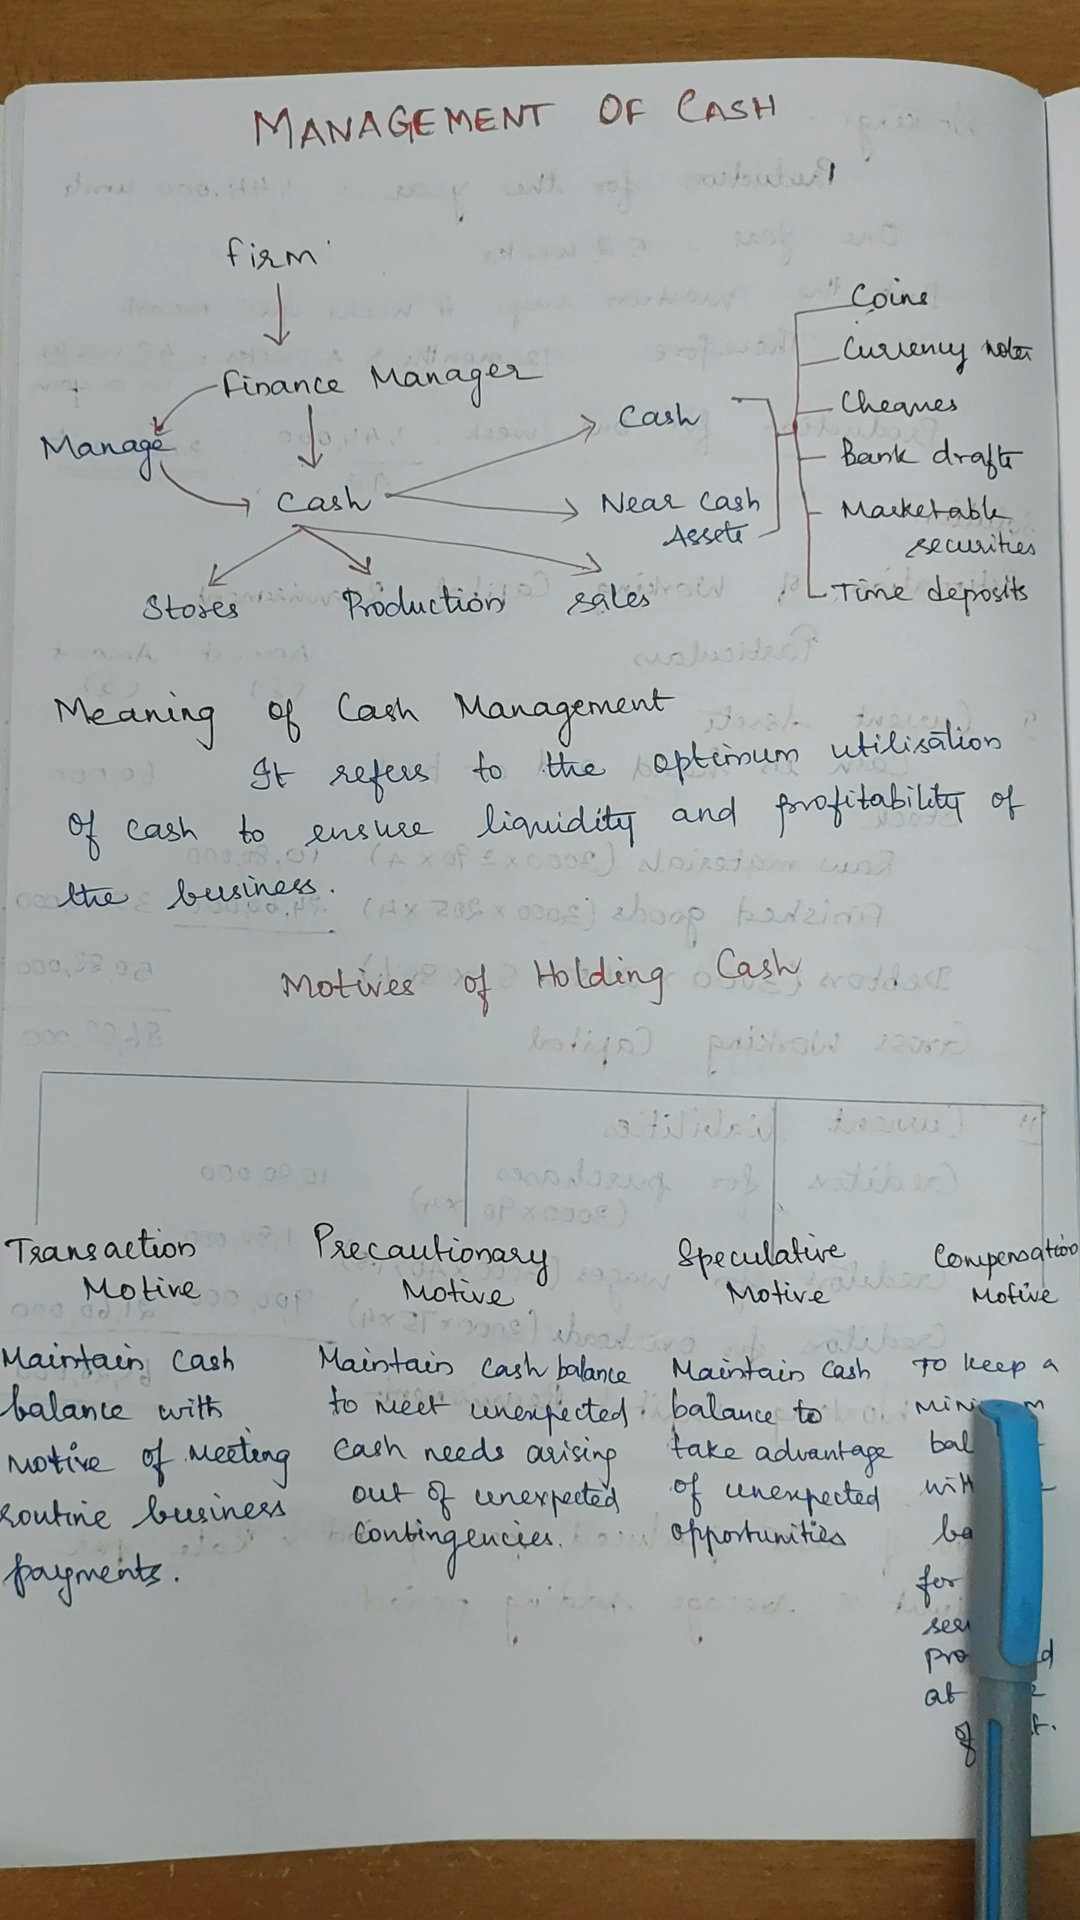 MANAGEMENT OF CASH
firm
Finance Manager
Manage
Cash
Cash
Near Cash
Assets
Coins
Currency notes
Cheques
Bank drafts
Marketable
securities
Time deposits
Stores Production Sales
Meaning of Cash Management
It refers to the optimum utilisation
of cash to ensure liquidity and profitability of
the business.
Motives of Holding Cash
Transaction
Motive
Maintain cash
balance with
motive of meeting
routine business
payments.
Precautionary
Motive
Maintain cash balance
to meet unexpected
cash needs arising
out of unexpected
contingencies.
Speculative
Motive
Maintain cash
balance to
take advantage
of unexpected
opportunities
Compensation
Motive
To keep a
for
at